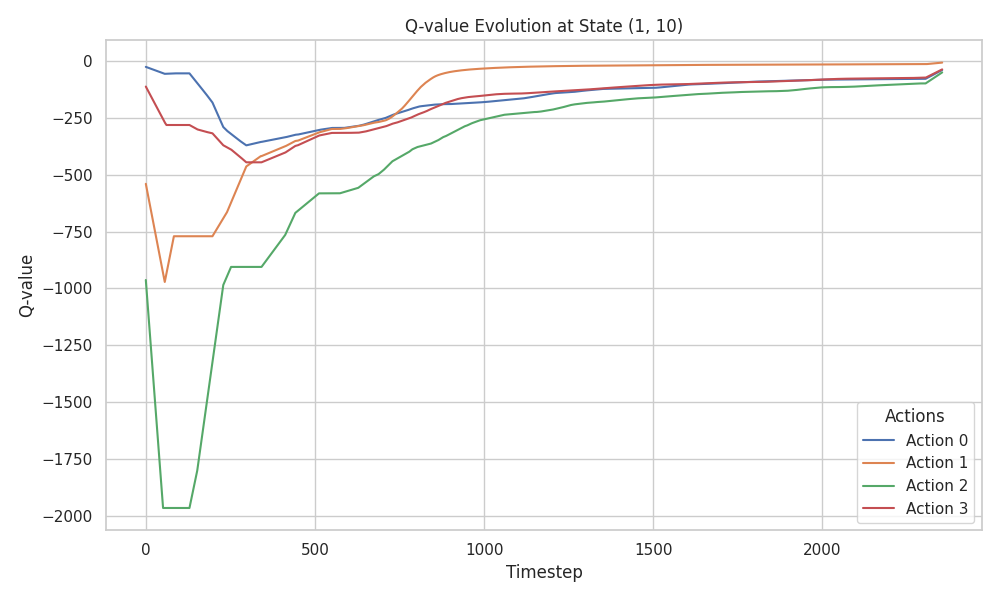 Q-value Evolution at State (1, 10)
0
−250
−500
−750
−1000
−1250
−1500
−1750
−2000
Q-value
0
500
1000
1500
2000
Timestep
Actions
Action 0
Action 1
Action 2
Action 3